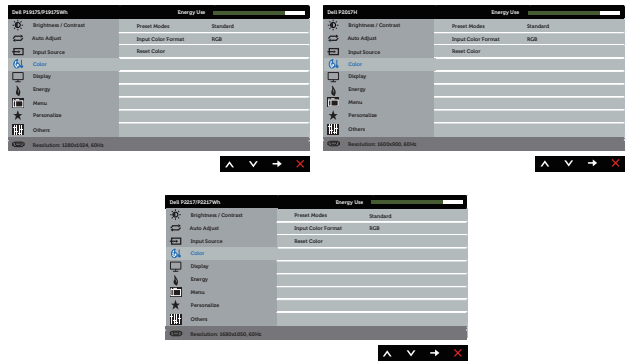 Dell P1917S/P1917SWh Energy Use
Brightness / Contrast Preset Modes Standard
Auto Adjust Input Color Format RGB
Input Source Reset Color
Color
Display
Energy
Menu
Personalize
Others
Resolution: 1280x1024, 60Hz
Dell P2017H Energy Use
Brightness / Contrast Preset Modes Standard
Auto Adjust Input Color Format RGB
Input Source Reset Color
Color
Display
Energy
Menu
Personalize
Others
Resolution: 1600x900, 60Hz
Dell P2217/P2217Wh Energy Use
Brightness / Contrast Preset Modes Standard
Auto Adjust Input Color Format RGB
Input Source Reset Color
Color
Display
Energy
Menu
Personalize
Others
Resolution: 1680x1050, 60Hz